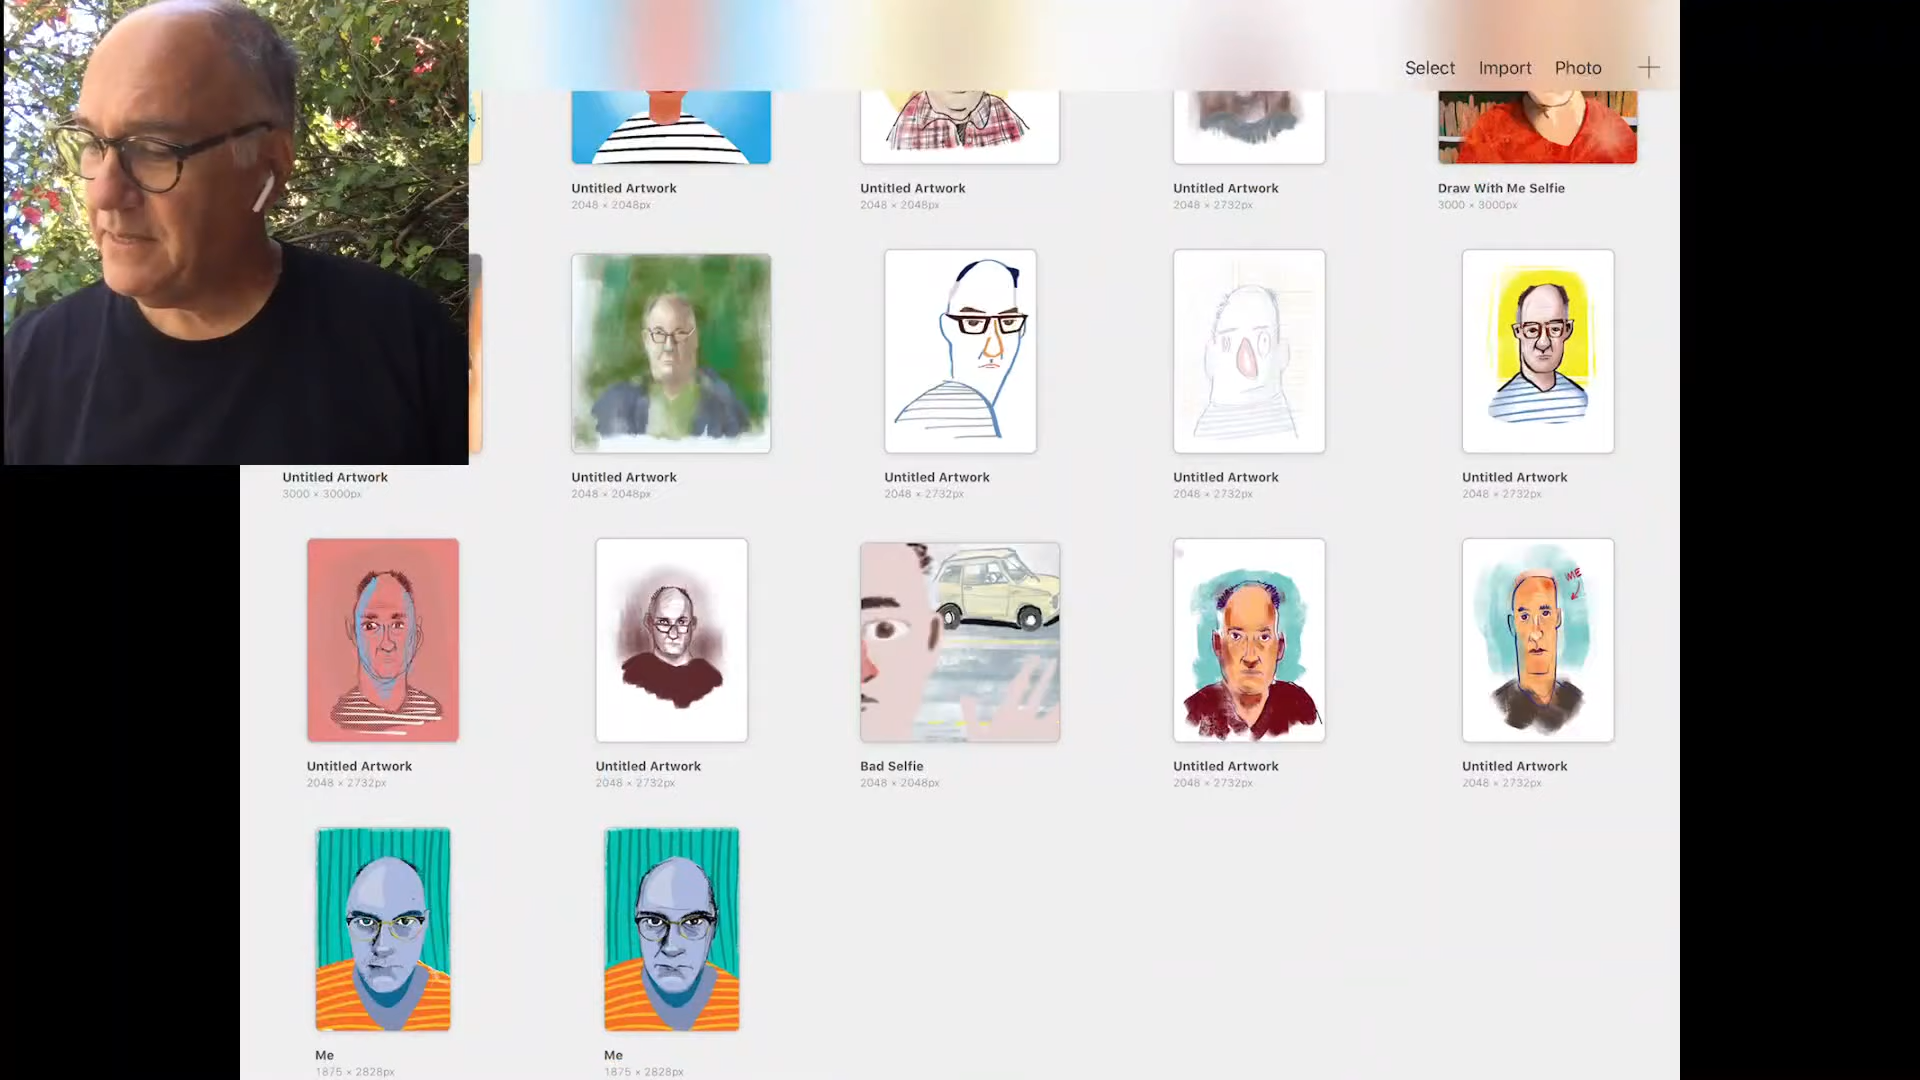 Select Import Photo
Untitled Artwork
2048 × 2048px
Untitled Artwork
2048 × 2048px
Untitled Artwork
2048 × 2732px
Draw With Me Selfie
3000 × 3000px
Untitled Artwork
3000 × 3000px
Untitled Artwork
2048 × 2048px
Untitled Artwork
2048 × 2732px
Untitled Artwork
2048 × 2732px
Untitled Artwork
2048 × 2732px
ME
Untitled Artwork
2048 × 2732px
Untitled Artwork
2048 × 2732px
Bad Selfie
2048 × 2048px
Untitled Artwork
2048 × 2732px
Untitled Artwork
2048 × 2732px
Me
1875 × 2828px
Me
1875 × 2828px